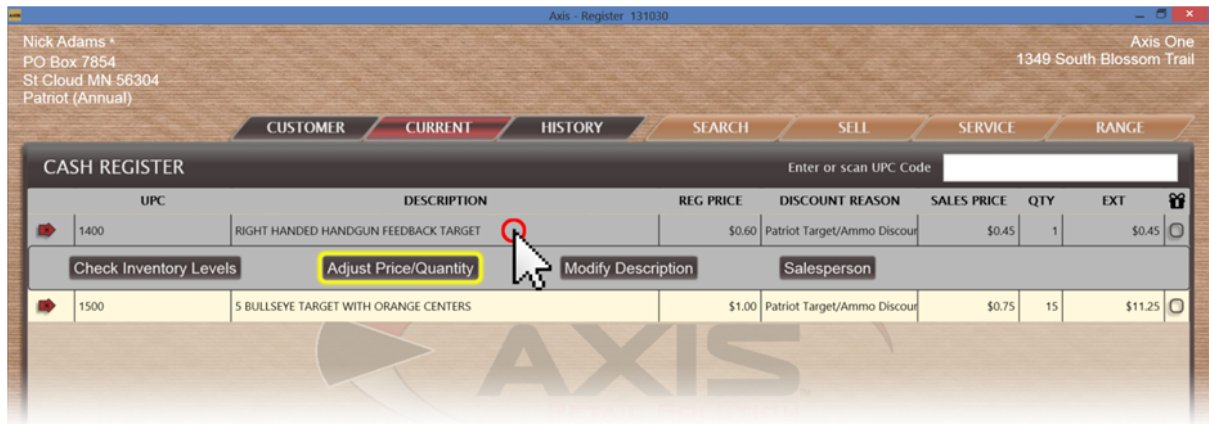 AXIS
Axis - Register 131030
Nick Adams *
PO Box 7854
St Cloud MN 56304
Patriot (Annual)
Axis One
1349 South Blossom Trail
CUSTOMER CURRENT HISTORY SEARCH SELL SERVICE RANGE
CASH REGISTER Enter or scan UPC Code
UPC DESCRIPTION REG PRICE DISCOUNT REASON SALES PRICE QTY EXT
1400 RIGHT HANDED HANDGUN FEEDBACK TARGET $0.60 Patriot Target/Ammo Discour $0.45 1 $0.45
Check Inventory Levels Adjust Price/Quantity Modify Description Salesperson
1500 5 BULLSEYE TARGET WITH ORANGE CENTERS $1.00 Patriot Target/Ammo Discour $0.75 15 $11.25
AXIS